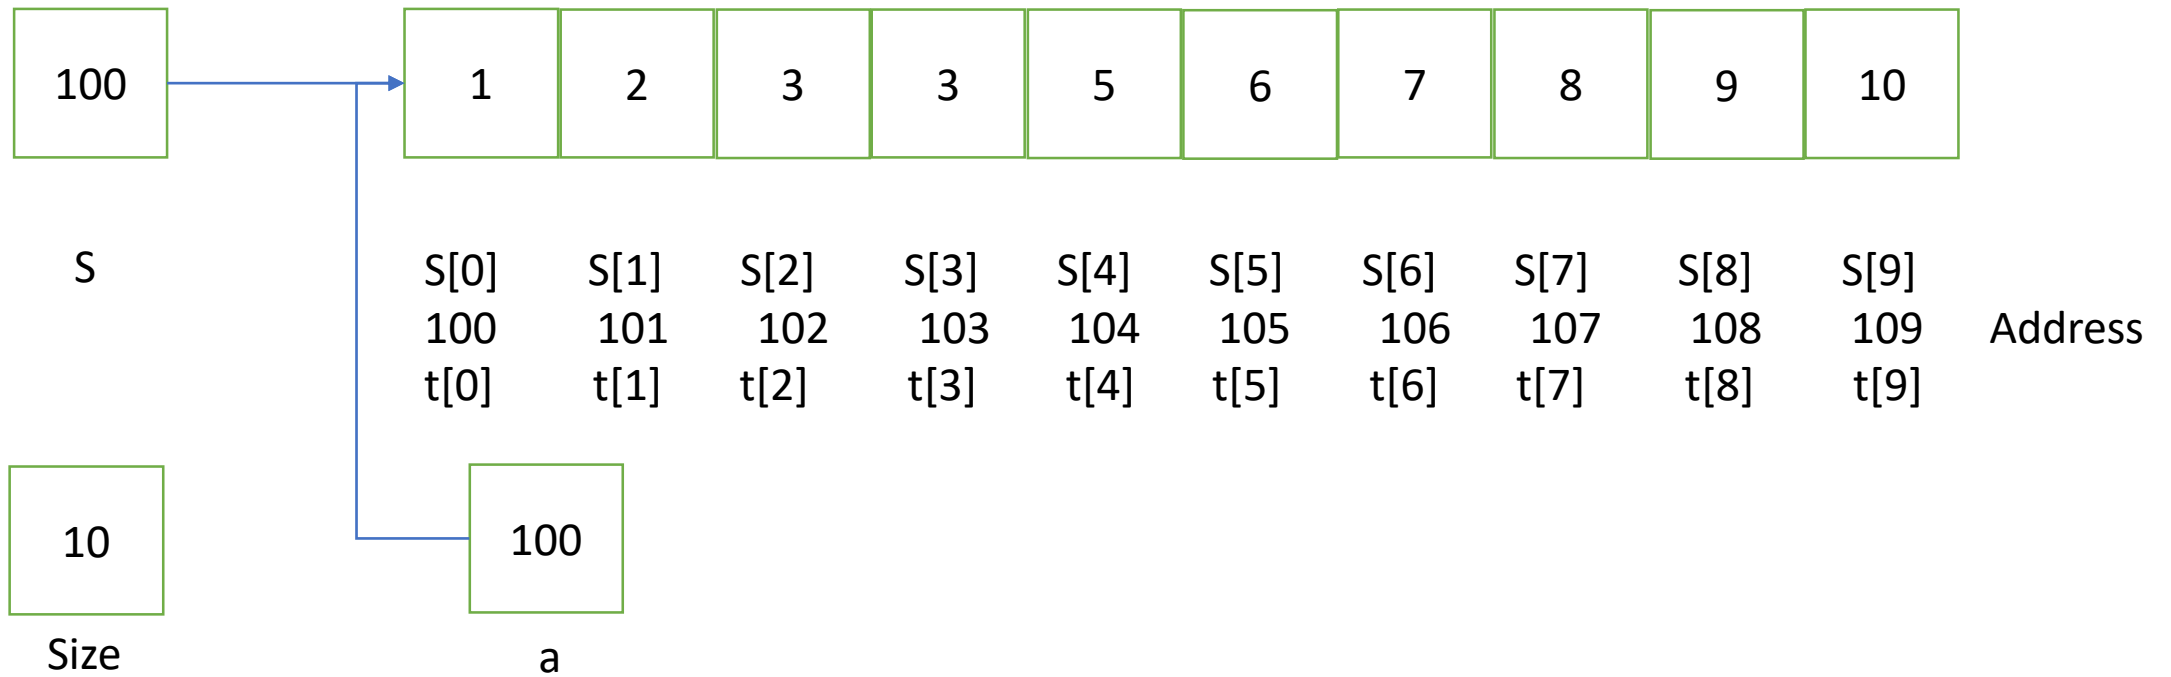 100 1 2 3 3 5 6 7 8 9 10
S S[0] S[1] S[2] S[3] S[4] S[5] S[6] S[7] S[8] S[9]
100 101 102 103 104 105 106 107 108 109 Address
t[0] t[1] t[2] t[3] t[4] t[5] t[6] t[7] t[8] t[9]
10 100
Size a